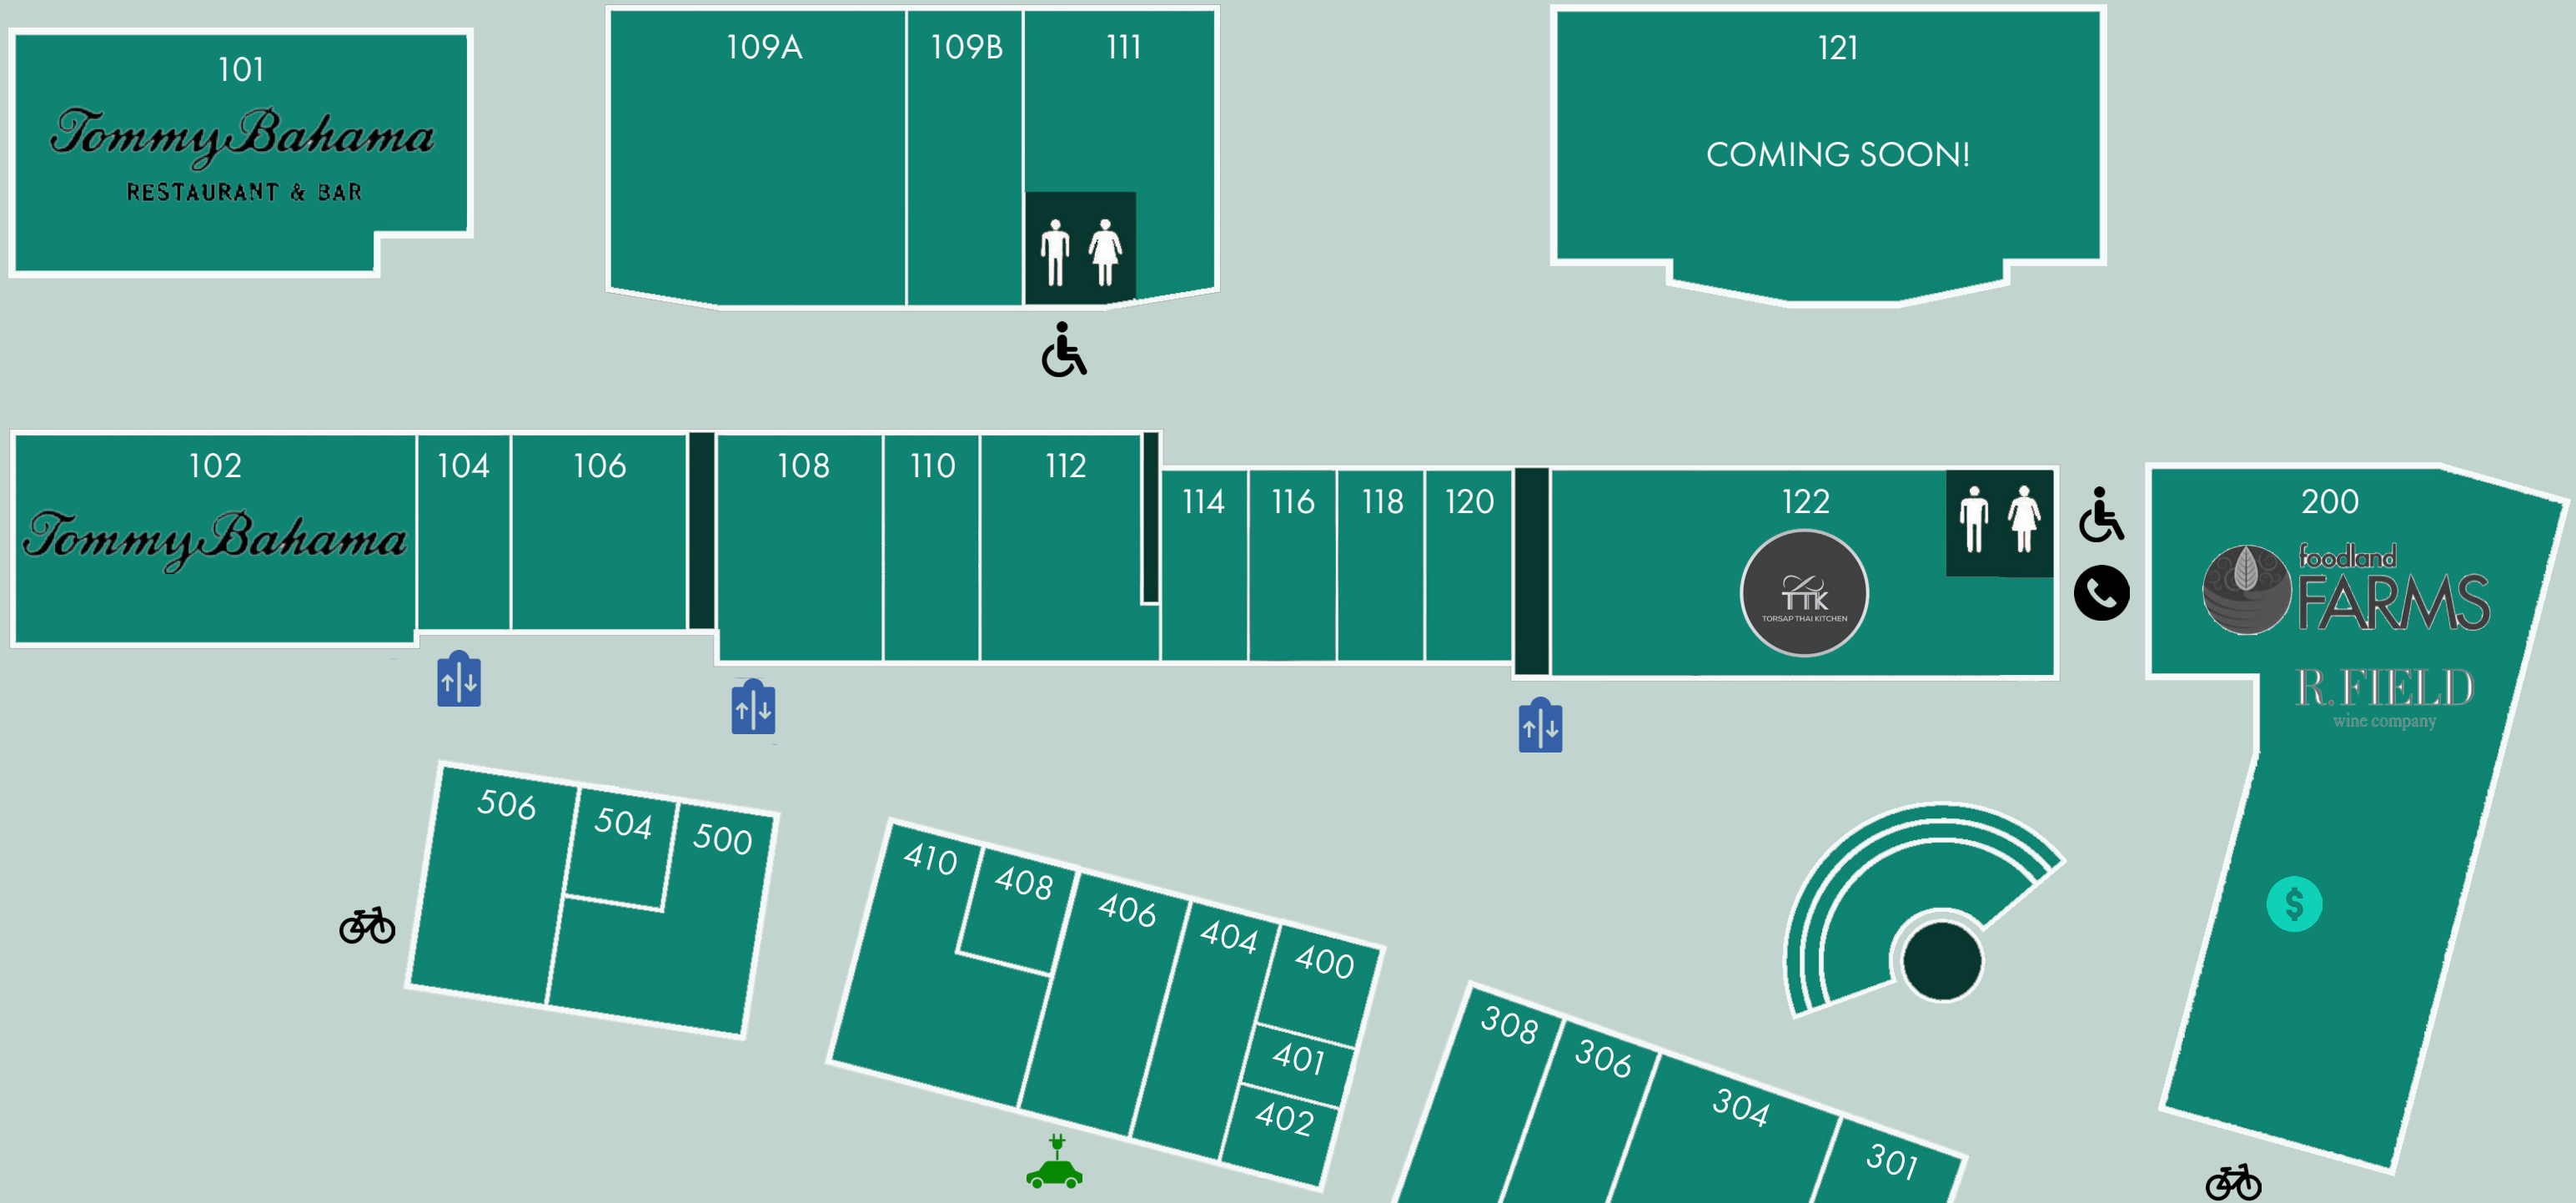 101
Tommy Bahama
RESTAURANT & BAR
109A
109B
111
121
COMING SOON!
102
Tommy Bahama
104
106
108
110
112
114
116
118
120
122
TTK
TORSAP THAI KITCHEN
200
foodland
FARMS
R.FIELD
wine company
$
506
504
500
410
408
406
404
400
401
402
308
306
304
301